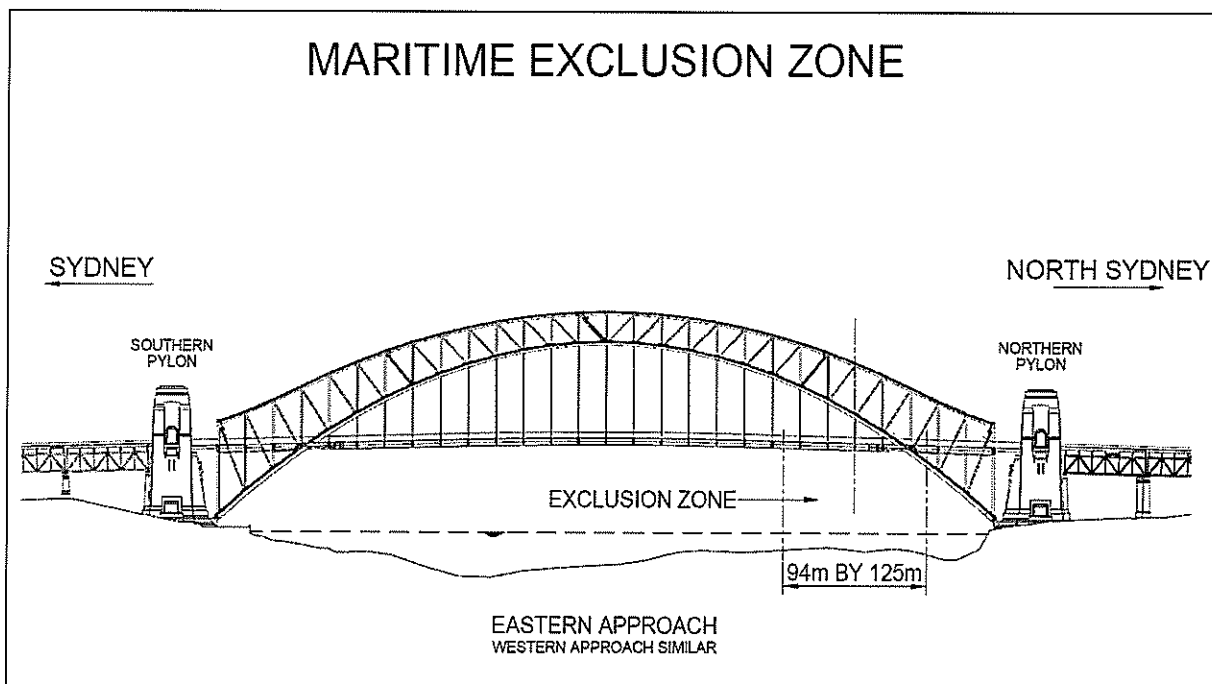 MARITIME EXCLUSION ZONE
SYDNEY
NORTH SYDNEY
SOUTHERN
PYLON
NORTHERN
PYLON
EXCLUSION ZONE
94m BY 125m
EASTERN APPROACH
WESTERN APPROACH SIMILAR